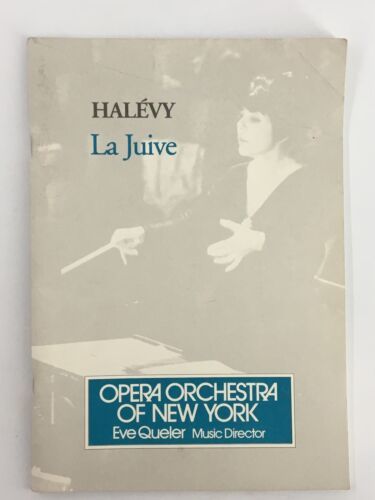 HALÉVY
La Juive
OPERA ORCHESTRA
OF NEW YORK
Eve Queler Music Director